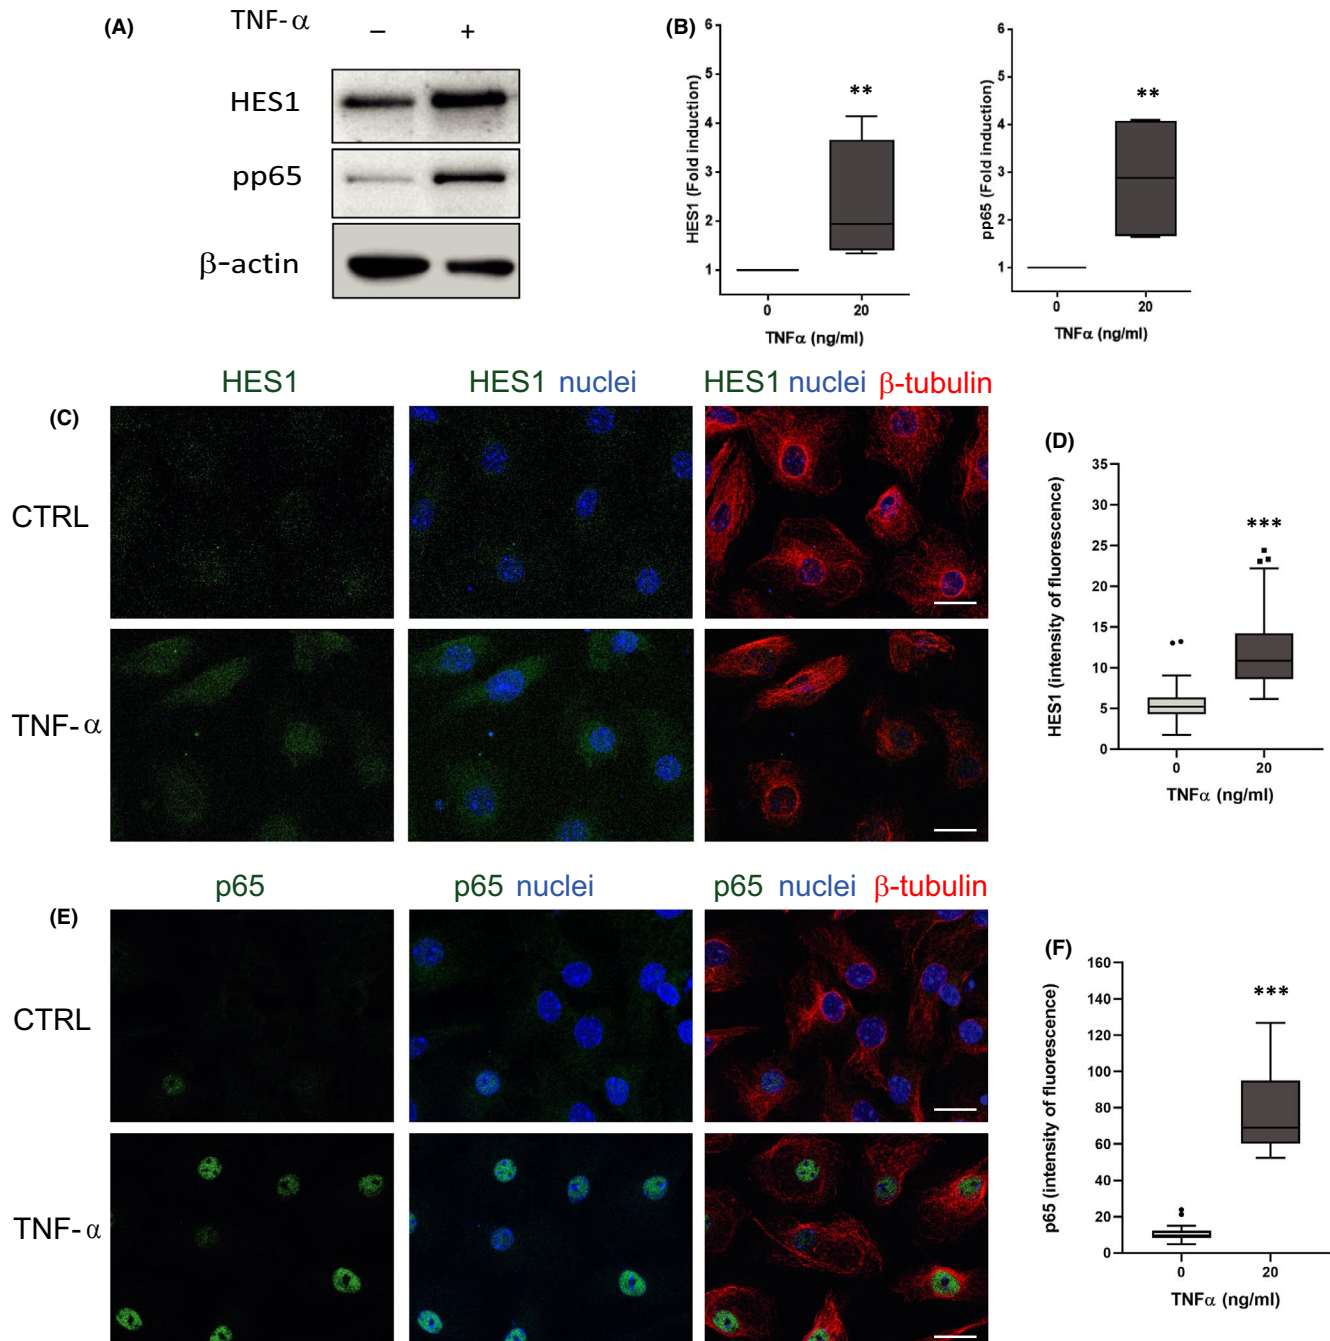 (A)
TNF-α
– +
HES1
pp65
β-actin
(B)
HES1 (Fold induction)
6
5
4
3
2
1
**
0 20
TNFα (ng/ml)
pp65 (Fold induction)
6
5
4
3
2
1
**
0 20
TNFα (ng/ml)
(C)
HES1
HES1 nuclei
HES1 nuclei β-tubulin
CTRL
TNF-α
(D)
HES1 (intensity of fluorescence)
35
30
25
20
15
10
5
0
***
0 20
TNFα (ng/ml)
(E)
p65
p65 nuclei
p65 nuclei β-tubulin
CTRL
TNF-α
(F)
p65 (intensity of fluorescence)
160
140
120
100
80
60
40
20
0
***
0 20
TNFα (ng/ml)